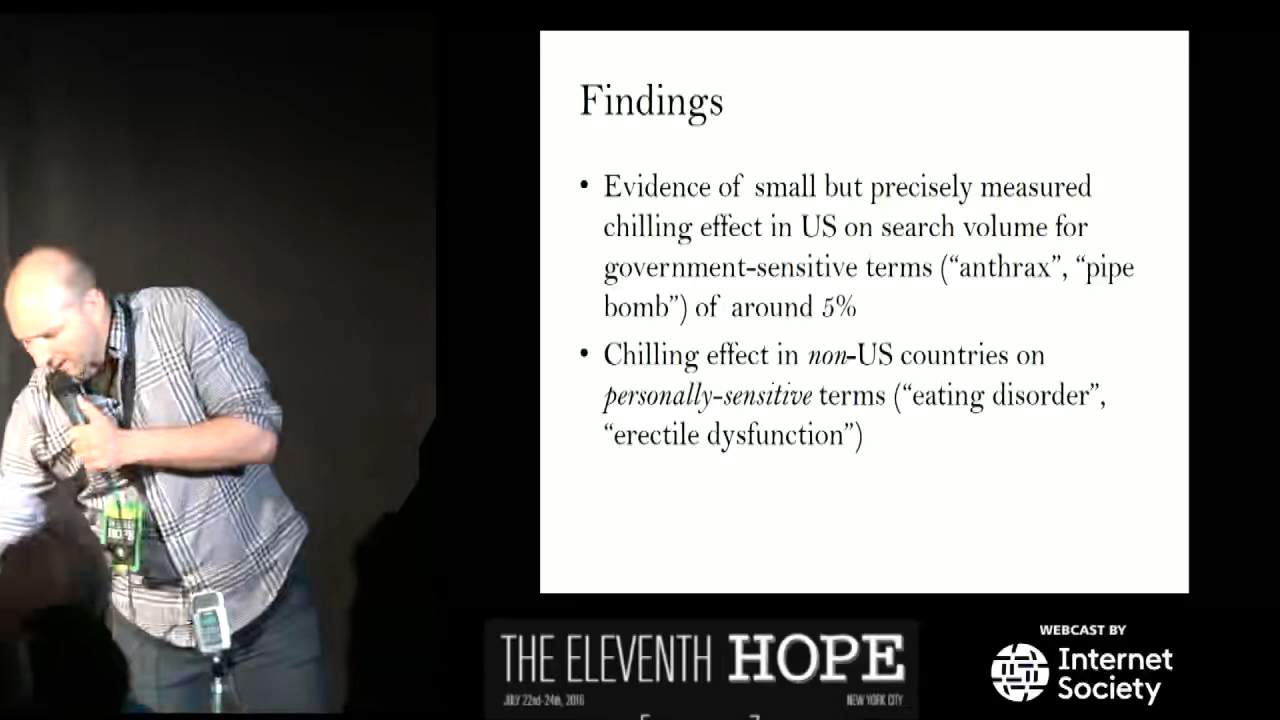 Findings
• Evidence of small but precisely measured
chilling effect in US on search volume for
government-sensitive terms (“anthrax”, “pipe
bomb”) of around 5%
• Chilling effect in non-US countries on
personally-sensitive terms (“eating disorder”,
“erectile dysfunction”)
HOPE
THE ELEVENTH HOPE
JULY 22nd-24th, 2016
NEW YORK CITY
WEBCAST BY
Internet
Society